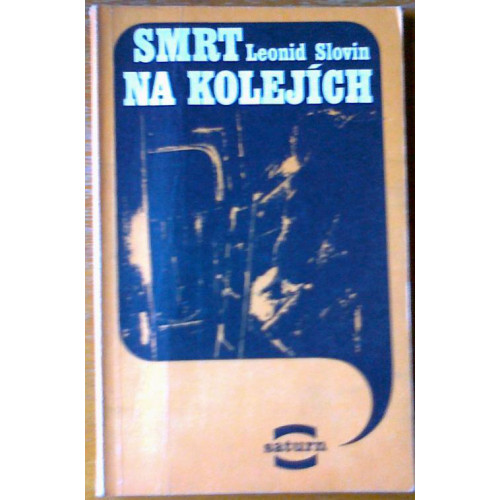 SMRT Leonid Slovin
NA KOLEJÍCH
saturn